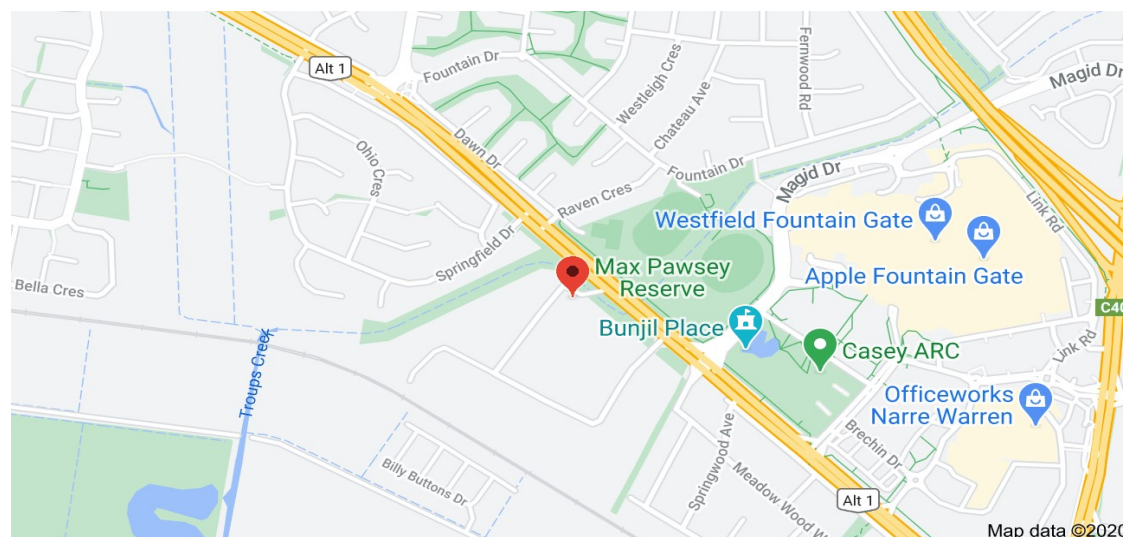 Alt 1
Fountain Dr
Westleigh Cres
Chateau Ave
Fernwood Rd
Magid Dr
Dawn Dr
Ohio Cres
Fountain Dr
Magid Dr
Raven Cres
Link Rd
Westfield Fountain Gate
Springfield Dr
Apple Fountain Gate
Max Pawsey
Reserve
Bella Cres
C40
Bunjil Place
Casey ARC
Link Rd
Troups Creek
Officeworks
Narre Warren
Brechin Dr
Springwood Ave
Billy Buttons Dr
Meadow Wood W
Alt 1
Map data ©2020